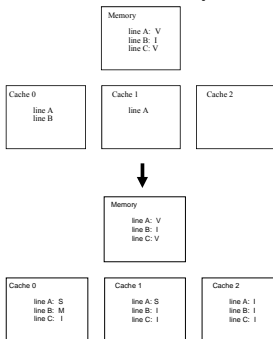 Memory
line A: V
line B: I
line C: V
Cache 0
line A
line B
Cache 1
line A
Cache 2
Memory
line A: V
line B: I
line C: V
Cache 0
line A: S
line B: M
line C: I
Cache 1
line A: S
line B: I
line C: I
Cache 2
line A: I
line B: I
line C: I